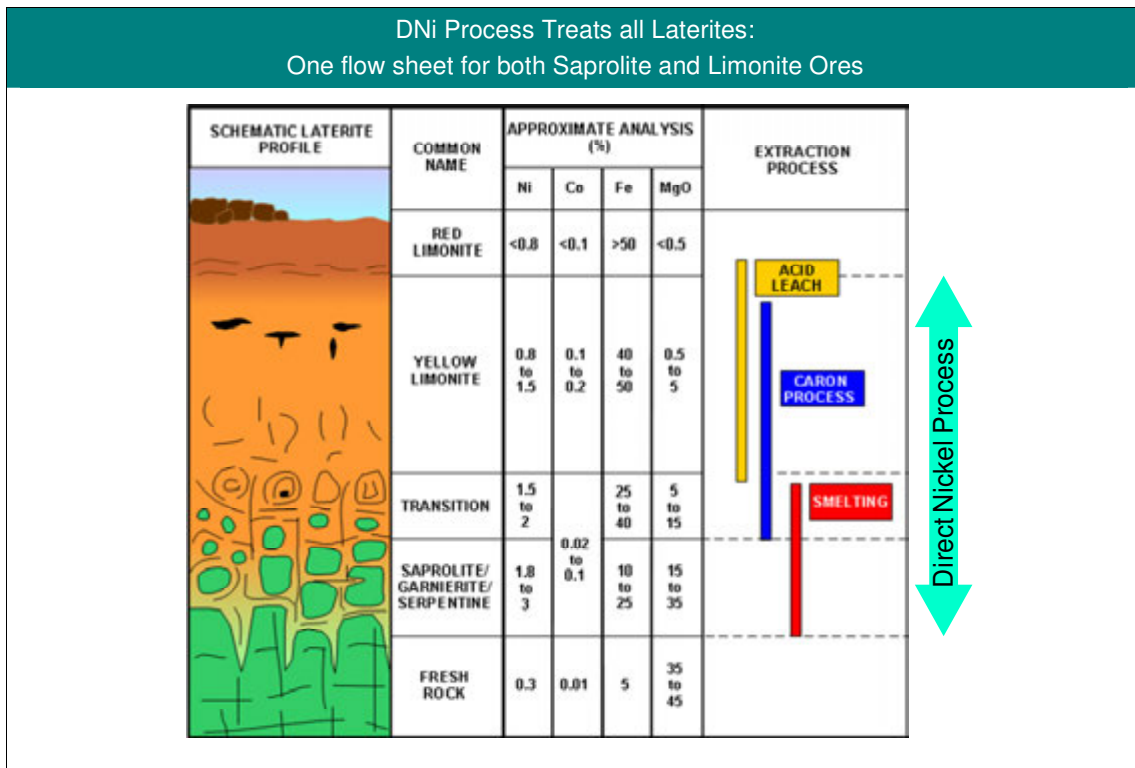 DNi Process Treats all Laterites:
One flow sheet for both Saprolite and Limonite Ores
SCHEMATIC LATERITE
PROFILE
COMMON
NAME
APPROXIMATE ANALYSIS
(%)
EXTRACTION
PROCESS
Ni
Co
Fe
MgO
RED
LIMONITE
<0.8
<0.1
>50
<0.5
ACID
LEACH
YELLOW
LIMONITE
0.8
to
1.5
0.1
to
0.2
40
to
50
0.5
to
5
CARON
PROCESS
TRANSITION
1.5
to
2
0.02
to
0.1
25
to
40
5
to
15
SMELTING
SAPROLITE/
GARNIERITE/
SERPENTINE
1.8
to
3
10
to
25
15
to
35
FRESH
ROCK
0.3
0.01
5
35
to
45
Direct Nickel Process